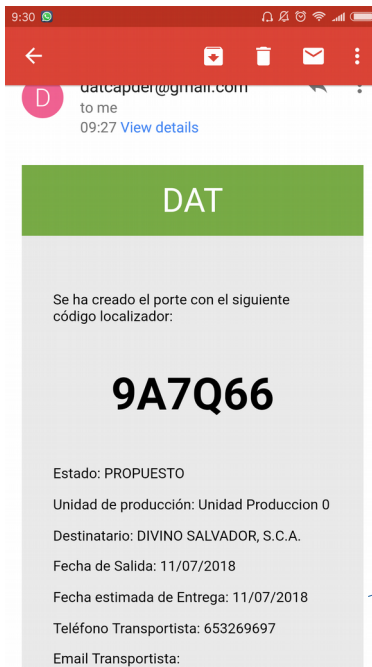 9:30
D
datcapder@gmail.com
to me
09:27 View details
DAT
Se ha creado el porte con el siguiente
código localizador:
9A7Q66
Estado: PROPUESTO
Unidad de producción: Unidad Produccion 0
Destinatario: DIVINO SALVADOR, S.C.A.
Fecha de Salida: 11/07/2018
Fecha estimada de Entrega: 11/07/2018
Teléfono Transportista: 653269697
Email Transportista: